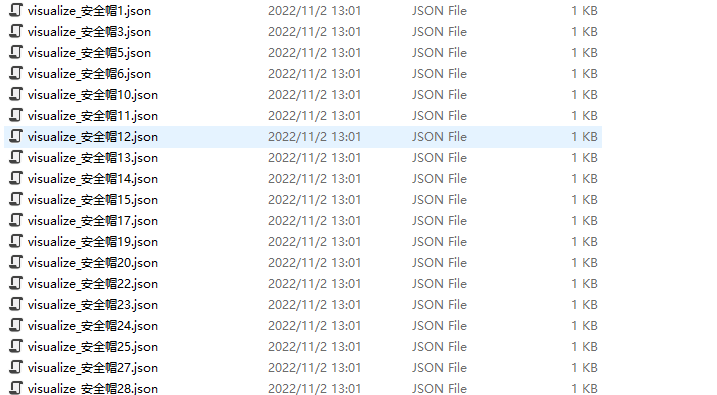 visualize_安全帽1.json 2022/11/2 13:01 JSON File 1 KB
visualize_安全帽3.json 2022/11/2 13:01 JSON File 1 KB
visualize_安全帽5.json 2022/11/2 13:01 JSON File 1 KB
visualize_安全帽6.json 2022/11/2 13:01 JSON File 1 KB
visualize_安全帽10.json 2022/11/2 13:01 JSON File 1 KB
visualize_安全帽11.json 2022/11/2 13:01 JSON File 1 KB
visualize_安全帽12.json 2022/11/2 13:01 JSON File 1 KB
visualize_安全帽13.json 2022/11/2 13:01 JSON File 1 KB
visualize_安全帽14.json 2022/11/2 13:01 JSON File 1 KB
visualize_安全帽15.json 2022/11/2 13:01 JSON File 1 KB
visualize_安全帽17.json 2022/11/2 13:01 JSON File 1 KB
visualize_安全帽19.json 2022/11/2 13:01 JSON File 1 KB
visualize_安全帽20.json 2022/11/2 13:01 JSON File 1 KB
visualize_安全帽22.json 2022/11/2 13:01 JSON File 1 KB
visualize_安全帽23.json 2022/11/2 13:01 JSON File 1 KB
visualize_安全帽24.json 2022/11/2 13:01 JSON File 1 KB
visualize_安全帽25.json 2022/11/2 13:01 JSON File 1 KB
visualize_安全帽27.json 2022/11/2 13:01 JSON File 1 KB
visualize_安全帽28.json 2022/11/2 13:01 JSON File 1 KB